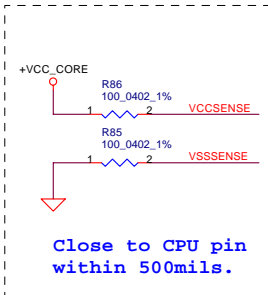 +VCC_CORE
R86
100_0402_1%
1
2
VCCSENSE
R85
100_0402_1%
1
2
VSSSENSE
Close to CPU pin
within 500mils.